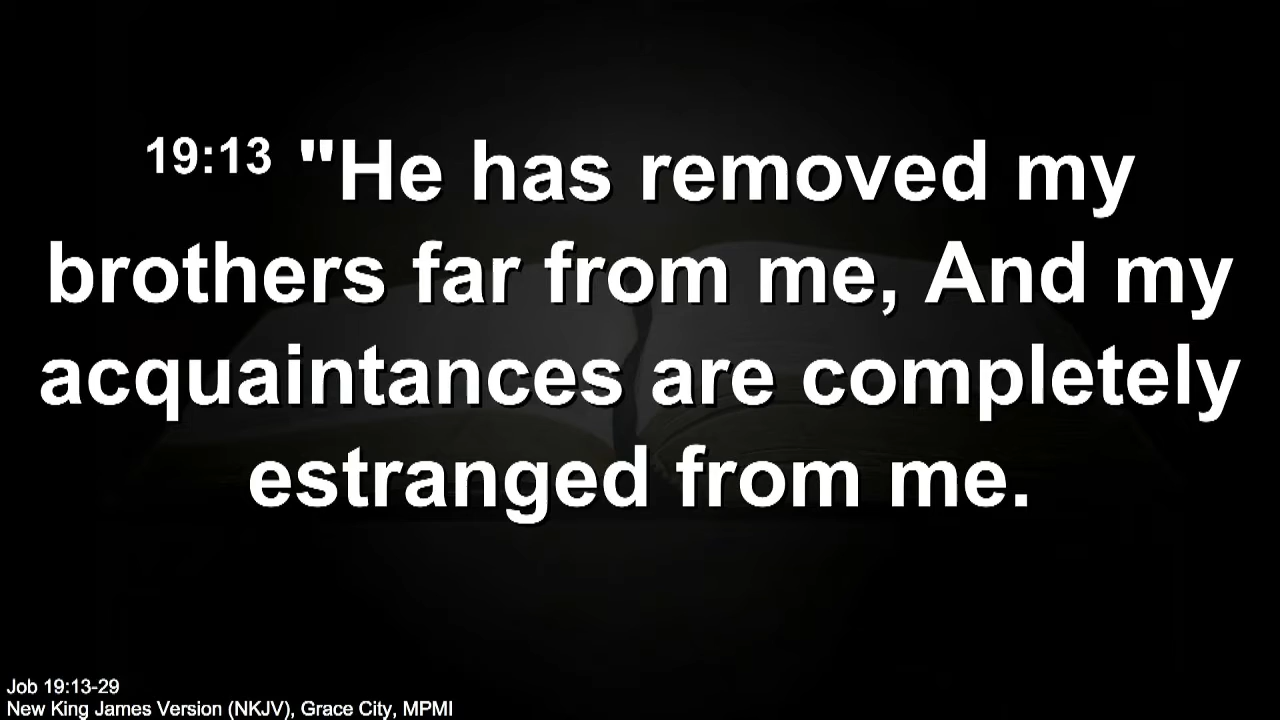 19:13 "He has removed my
brothers far from me, And my
acquaintances are completely
estranged from me.
Job 19:13-29
New King James Version (NKJV), Grace City, MPMI